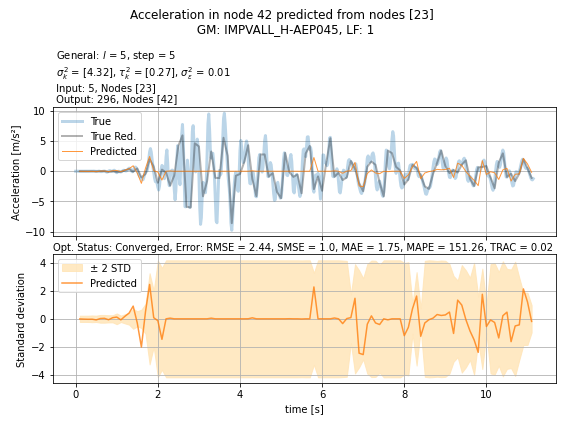 Acceleration in node 42 predicted from nodes [23]
GM: IMPVALL_H-AEP045, LF: 1
General: l = 5, step = 5
σ²ₖ = [4.32], τ²ₖ = [0.27], σ²ε = 0.01
Input: 5, Nodes [23]
Output: 296, Nodes [42]
10
5
0
−5
−10
Acceleration [m/s²]
True
True Red.
Predicted
Opt. Status: Converged, Error: RMSE = 2.44, SMSE = 1.0, MAE = 1.75, MAPE = 151.26, TRAC = 0.02
4
2
0
−2
−4
Standard deviation
± 2 STD
Predicted
0 2 4 6 8 10
time [s]